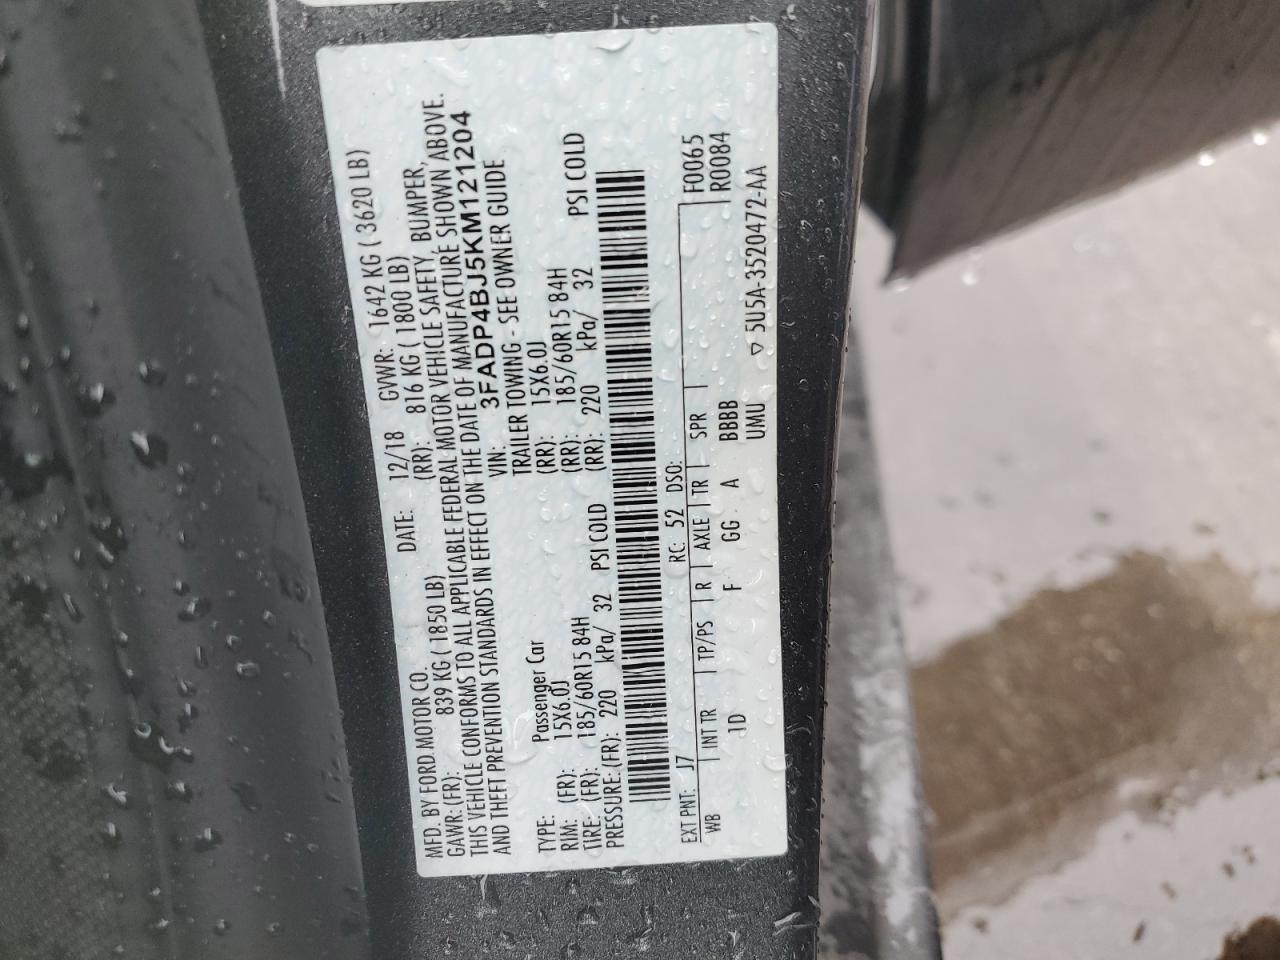 MFD. BY FORD MOTOR CO. DATE: 12/18 GVWR: 1642 KG ( 3620 LB)
GAWR: (FR): 839 KG ( 1850 LB) (RR): 816 KG ( 1800 LB)
THIS VEHICLE CONFORMS TO ALL APPLICABLE FEDERAL MOTOR VEHICLE SAFETY, BUMPER,
AND THEFT PREVENTION STANDARDS IN EFFECT ON THE DATE OF MANUFACTURE SHOWN ABOVE.
VIN: 3FADP4BJ5KM121204
TRAILER TOWING - SEE OWNER GUIDE
TYPE: Passenger Car
RIM: (FR): 15X6.0J (RR): 15X6.0J
TIRE: (FR): 185/60R15 84H (RR): 185/60R15 84H
PRESSURE: (FR): 220 kPa/ 32 PSI COLD (RR): 220 kPa/ 32 PSI COLD
EXT PNT: J7 RC: 52 DSO: F0065
WB INT TR TP/PS R AXLE TR SPR R0084
JD F GG A BBBB
UMU ▽ 5U5A-3520472-AA